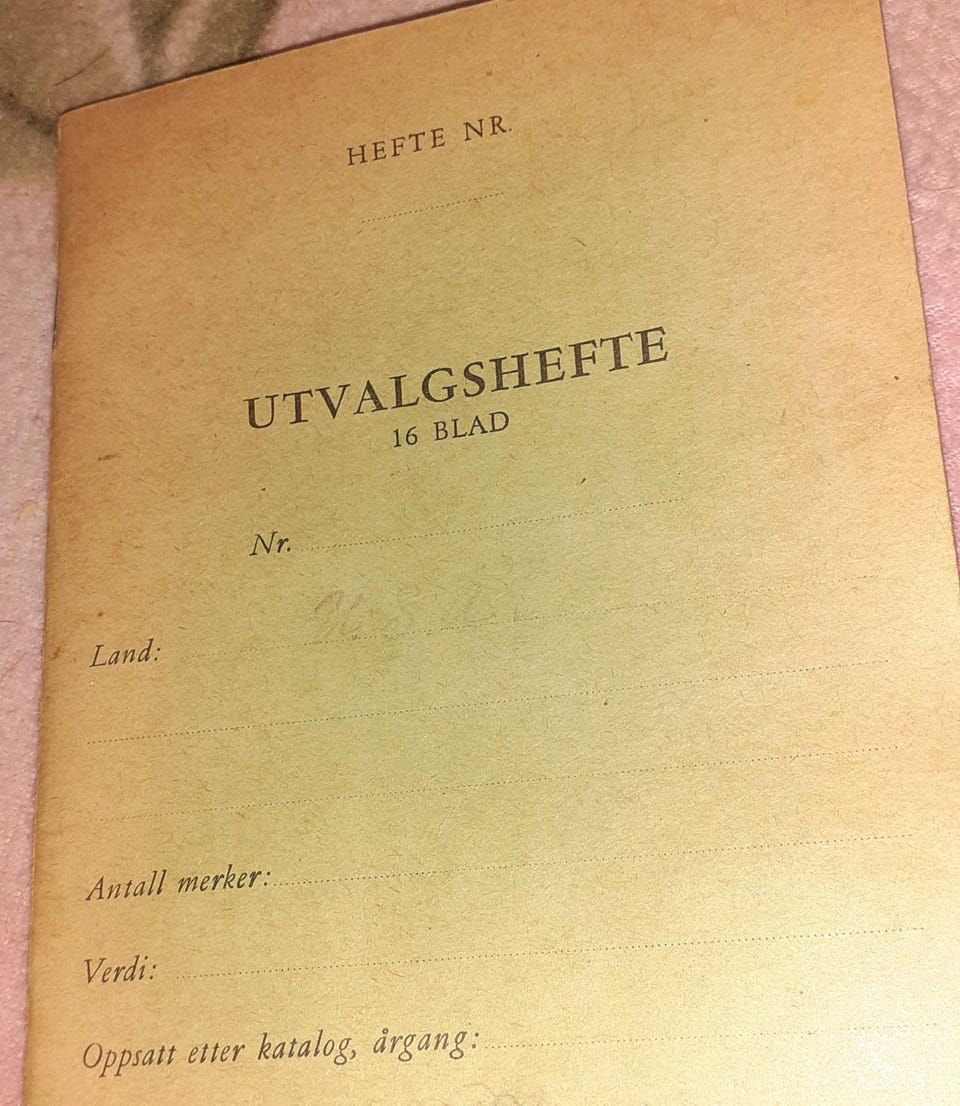 HEFTE NR.
UTVALGSHEFTE
16 BLAD
Nr.
Land:
Antall merker:
Verdi:
Oppsatt etter katalog, årgang: